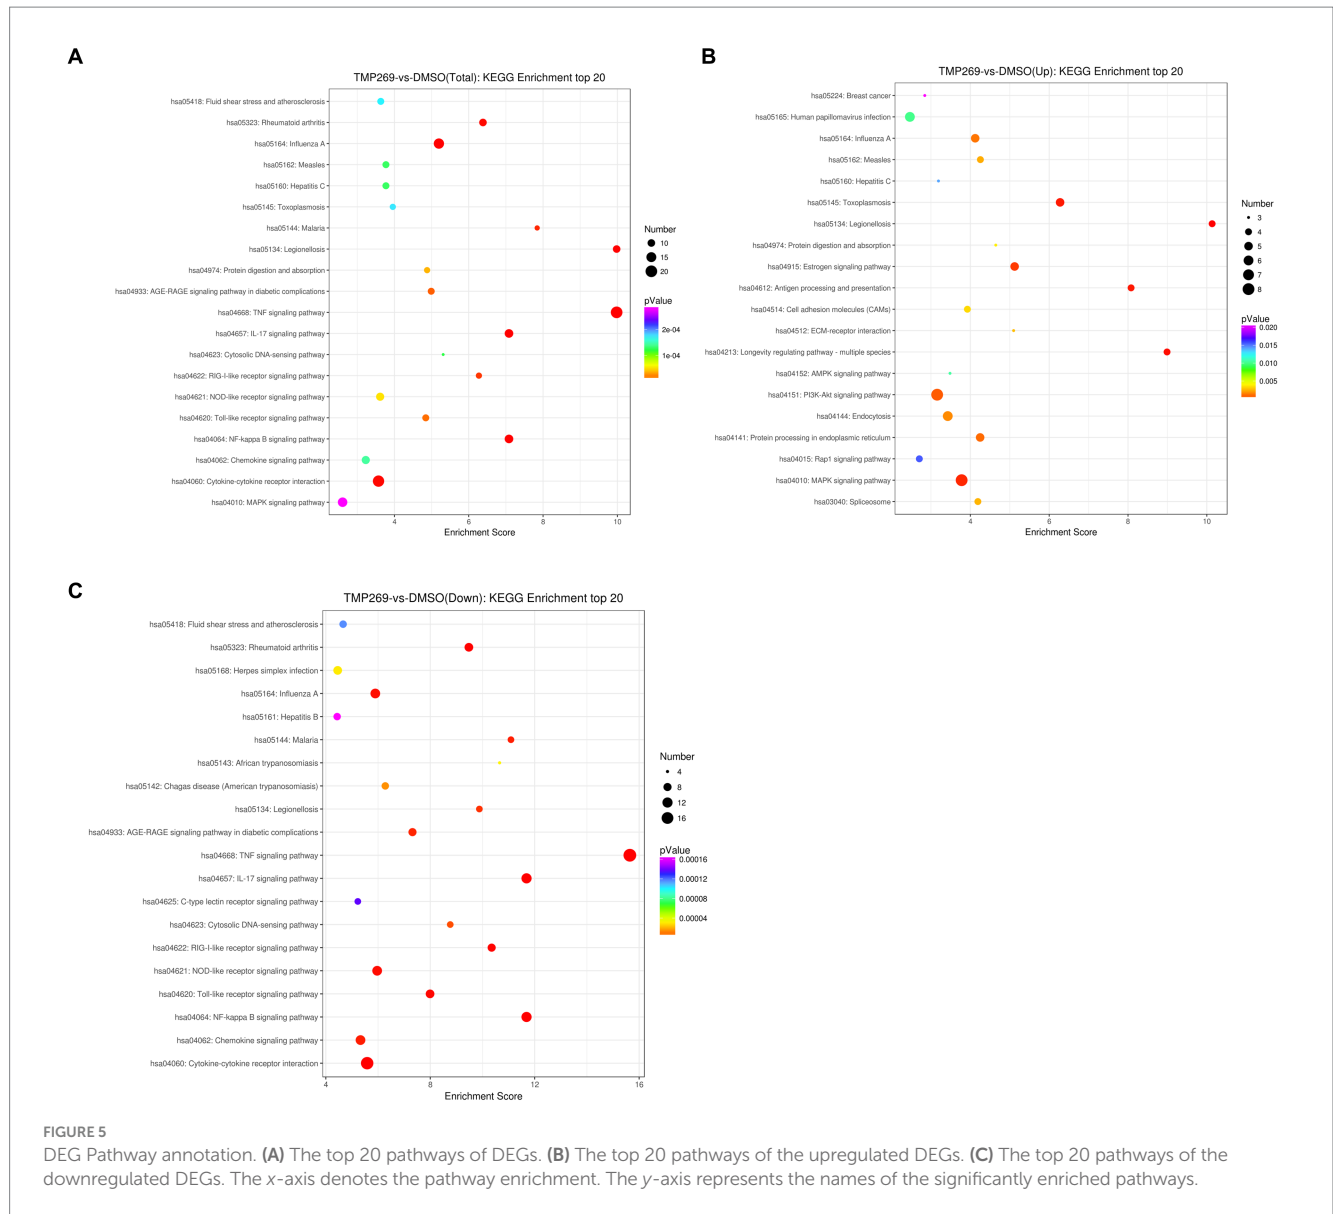 A
TMP269-vs-DMSO(Total): KEGG Enrichment top 20
hsa05418: Fluid shear stress and atherosclerosis
hsa05323: Rheumatoid arthritis
hsa05164: Influenza A
hsa05162: Measles
hsa05160: Hepatitis C
hsa05145: Toxoplasmosis
hsa05144: Malaria
hsa05134: Legionellosis
hsa04974: Protein digestion and absorption
hsa04933: AGE-RAGE signaling pathway in diabetic complications
hsa04668: TNF signaling pathway
hsa04657: IL-17 signaling pathway
hsa04623: Cytosolic DNA-sensing pathway
hsa04622: RIG-I-like receptor signaling pathway
hsa04621: NOD-like receptor signaling pathway
hsa04620: Toll-like receptor signaling pathway
hsa04064: NF-kappa B signaling pathway
hsa04062: Chemokine signaling pathway
hsa04060: Cytokine-cytokine receptor interaction
hsa04010: MAPK signaling pathway
4 6 8 10
Enrichment Score
Number
10
15
20
pValue
2e-04
1e-04
B
TMP269-vs-DMSO(Up): KEGG Enrichment top 20
hsa05224: Breast cancer
hsa05165: Human papillomavirus infection
hsa05164: Influenza A
hsa05162: Measles
hsa05160: Hepatitis C
hsa05145: Toxoplasmosis
hsa05134: Legionellosis
hsa04974: Protein digestion and absorption
hsa04915: Estrogen signaling pathway
hsa04612: Antigen processing and presentation
hsa04514: Cell adhesion molecules (CAMs)
hsa04512: ECM-receptor interaction
hsa04213: Longevity regulating pathway - multiple species
hsa04152: AMPK signaling pathway
hsa04151: PI3K-Akt signaling pathway
hsa04144: Endocytosis
hsa04141: Protein processing in endoplasmic reticulum
hsa04015: Rap1 signaling pathway
hsa04010: MAPK signaling pathway
hsa03040: Spliceosome
4 6 8 10
Enrichment Score
Number
3
4
5
6
7
8
pValue
0.020
0.015
0.010
0.005
C
TMP269-vs-DMSO(Down): KEGG Enrichment top 20
hsa05418: Fluid shear stress and atherosclerosis
hsa05323: Rheumatoid arthritis
hsa05168: Herpes simplex infection
hsa05164: Influenza A
hsa05161: Hepatitis B
hsa05144: Malaria
hsa05143: African trypanosomiasis
hsa05142: Chagas disease (American trypanosomiasis)
hsa05134: Legionellosis
hsa04933: AGE-RAGE signaling pathway in diabetic complications
hsa04668: TNF signaling pathway
hsa04657: IL-17 signaling pathway
hsa04625: C-type lectin receptor signaling pathway
hsa04623: Cytosolic DNA-sensing pathway
hsa04622: RIG-I-like receptor signaling pathway
hsa04621: NOD-like receptor signaling pathway
hsa04620: Toll-like receptor signaling pathway
hsa04064: NF-kappa B signaling pathway
hsa04062: Chemokine signaling pathway
hsa04060: Cytokine-cytokine receptor interaction
4 8 12 16
Enrichment Score
Number
4
8
12
16
pValue
0.00016
0.00012
0.00008
0.00004
FIGURE 5
DEG Pathway annotation. (A) The top 20 pathways of DEGs. (B) The top 20 pathways of the upregulated DEGs. (C) The top 20 pathways of the
downregulated DEGs. The x-axis denotes the pathway enrichment. The y-axis represents the names of the significantly enriched pathways.